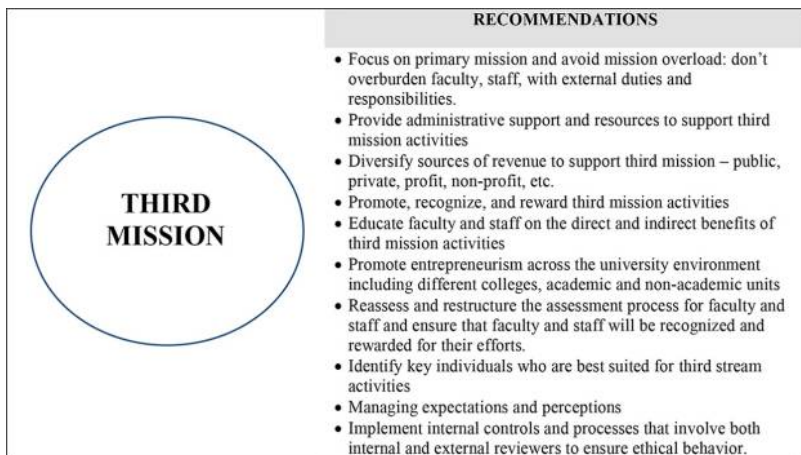 RECOMMENDATIONS
• Focus on primary mission and avoid mission overload: don't
overburden faculty, staff, with external duties and
responsibilities.
• Provide administrative support and resources to support third
mission activities
• Diversify sources of revenue to support third mission – public,
private, profit, non-profit, etc.
• Promote, recognize, and reward third mission activities
• Educate faculty and staff on the direct and indirect benefits of
third mission activities
• Promote entrepreneurism across the university environment
including different colleges, academic and non-academic units
• Reassess and restructure the assessment process for faculty and
staff and ensure that faculty and staff will be recognized and
rewarded for their efforts.
• Identify key individuals who are best suited for third stream
activities
• Managing expectations and perceptions
• Implement internal controls and processes that involve both
internal and external reviewers to ensure ethical behavior.
THIRD
MISSION